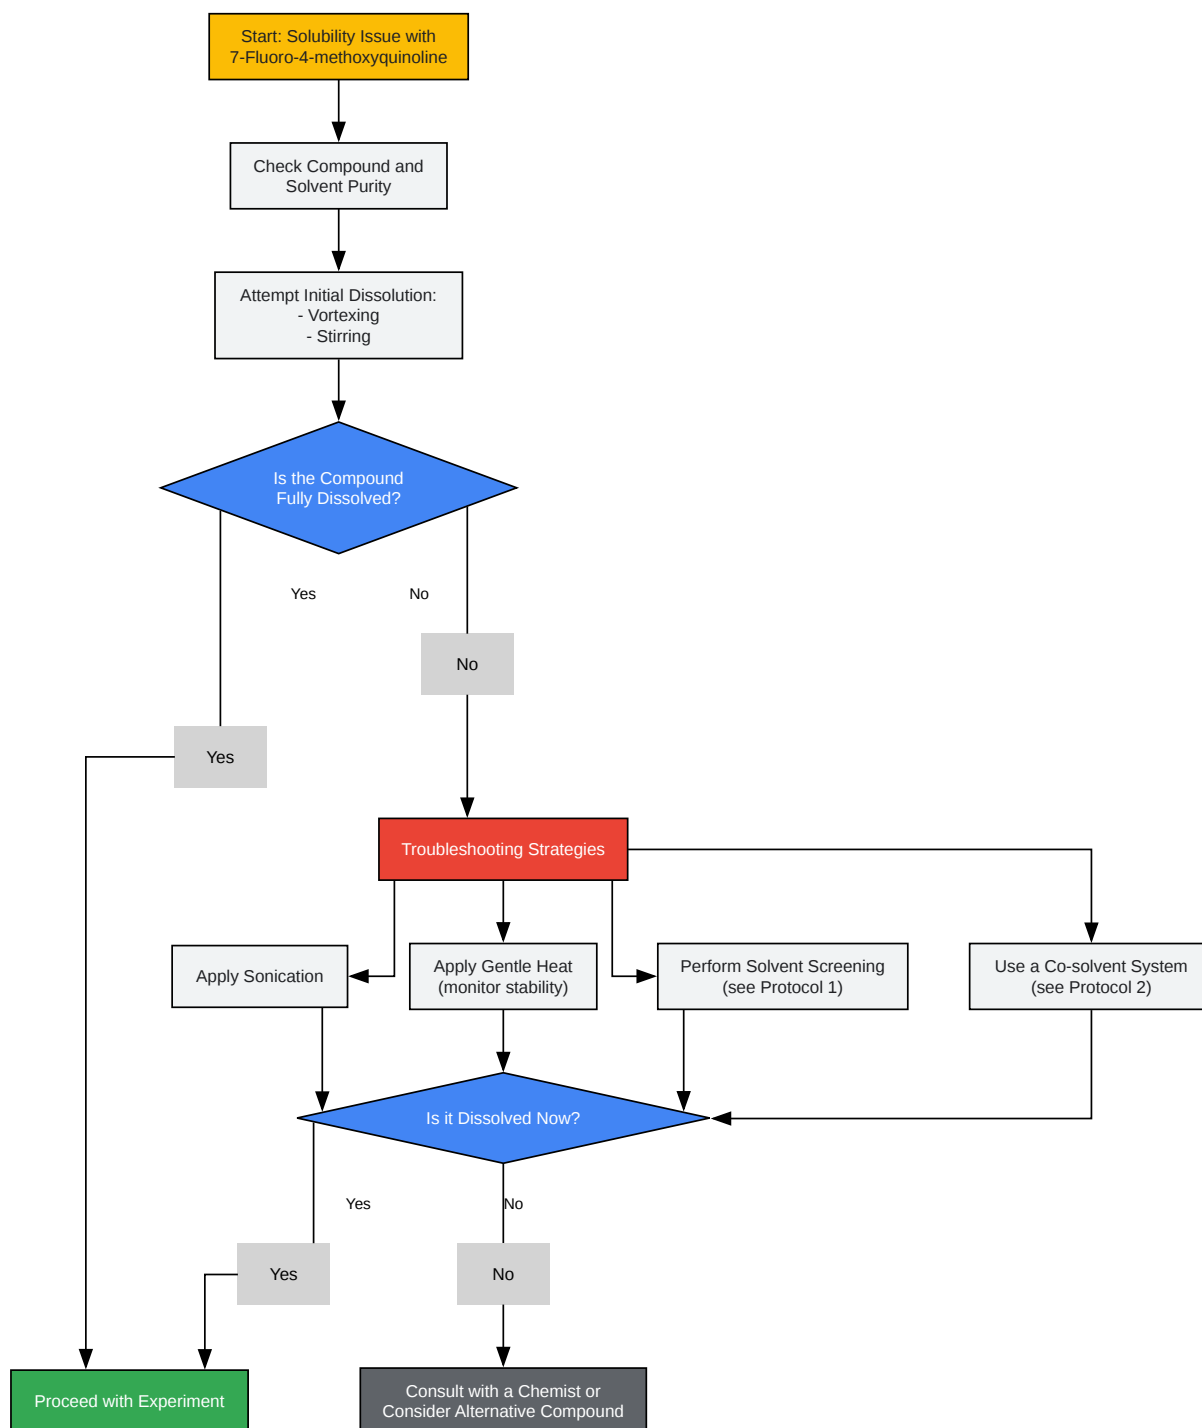 Start: Solubility Issue with
7-Fluoro-4-methoxyquinoline
Check Compound and
Solvent Purity
Attempt Initial Dissolution:
- Vortexing
- Stirring
Is the Compound
Fully Dissolved?
Yes
No
No
Yes
Troubleshooting Strategies
Apply Sonication
Apply Gentle Heat
(monitor stability)
Perform Solvent Screening
(see Protocol 1)
Use a Co-solvent System
(see Protocol 2)
Is it Dissolved Now?
Yes
No
Yes
No
Proceed with Experiment
Consult with a Chemist or
Consider Alternative Compound